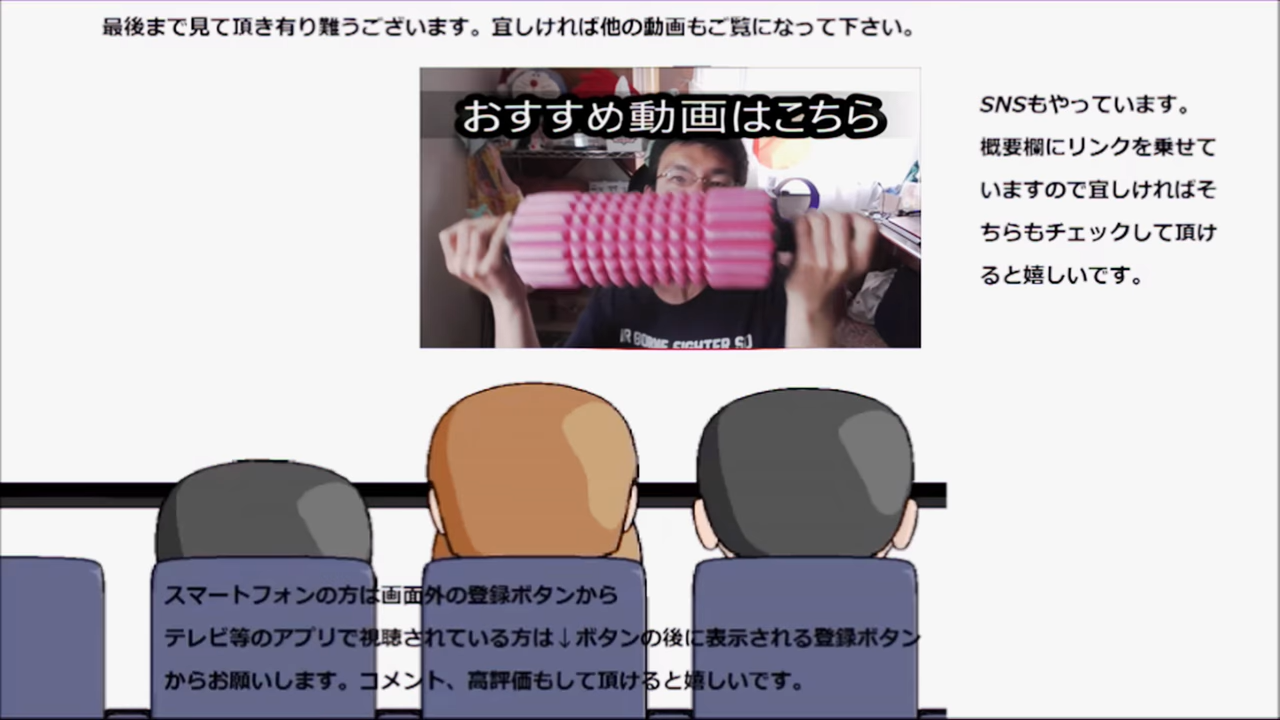 最後まで見て頂き有り難うございます。宜しければ他の動画もご覧になって下さい。
おすすめ動画はこちら
SNSもやっています。
概要欄にリンクを乗せて
いますので宜しければそ
ちらもチェックして頂け
ると嬉しいです。
スマートフォンの方は画面外の登録ボタンから
テレビ等のアプリで視聴されている方は↓ボタンの後に表示される登録ボタン
からお願いします。コメント、高評価もして頂けると嬉しいです。